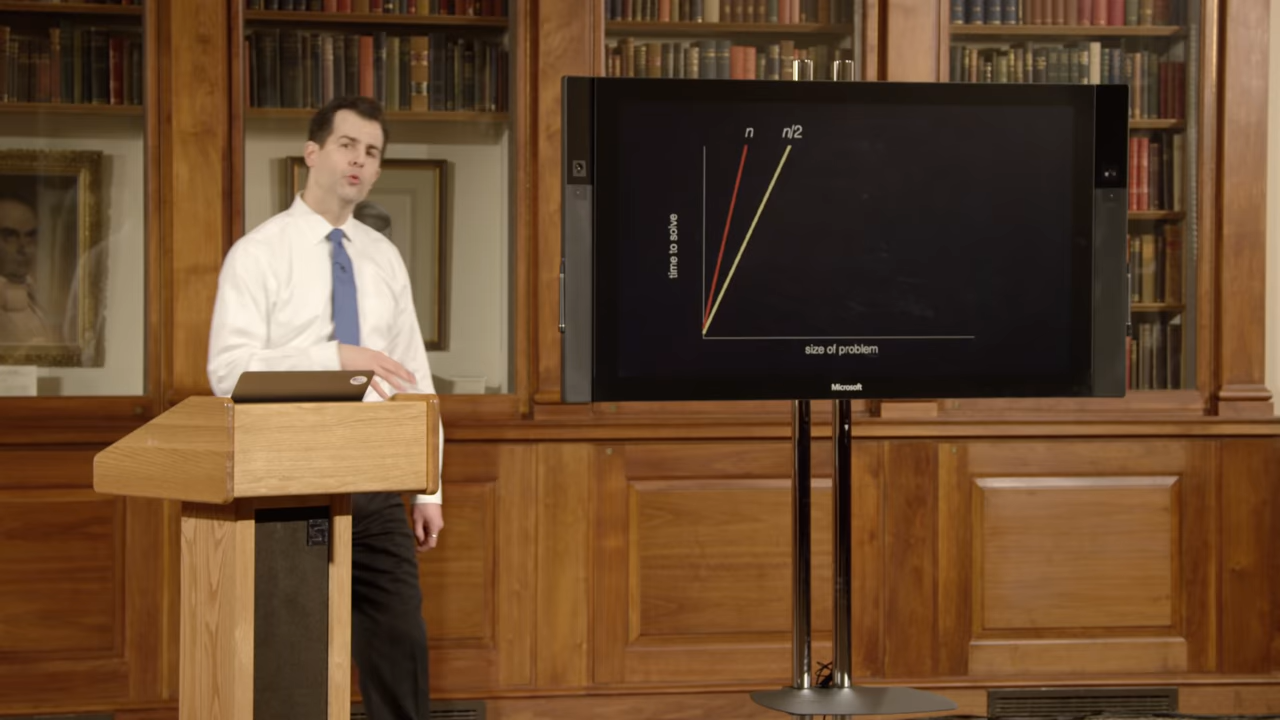 n
n/2
time to solve
size of problem
Microsoft